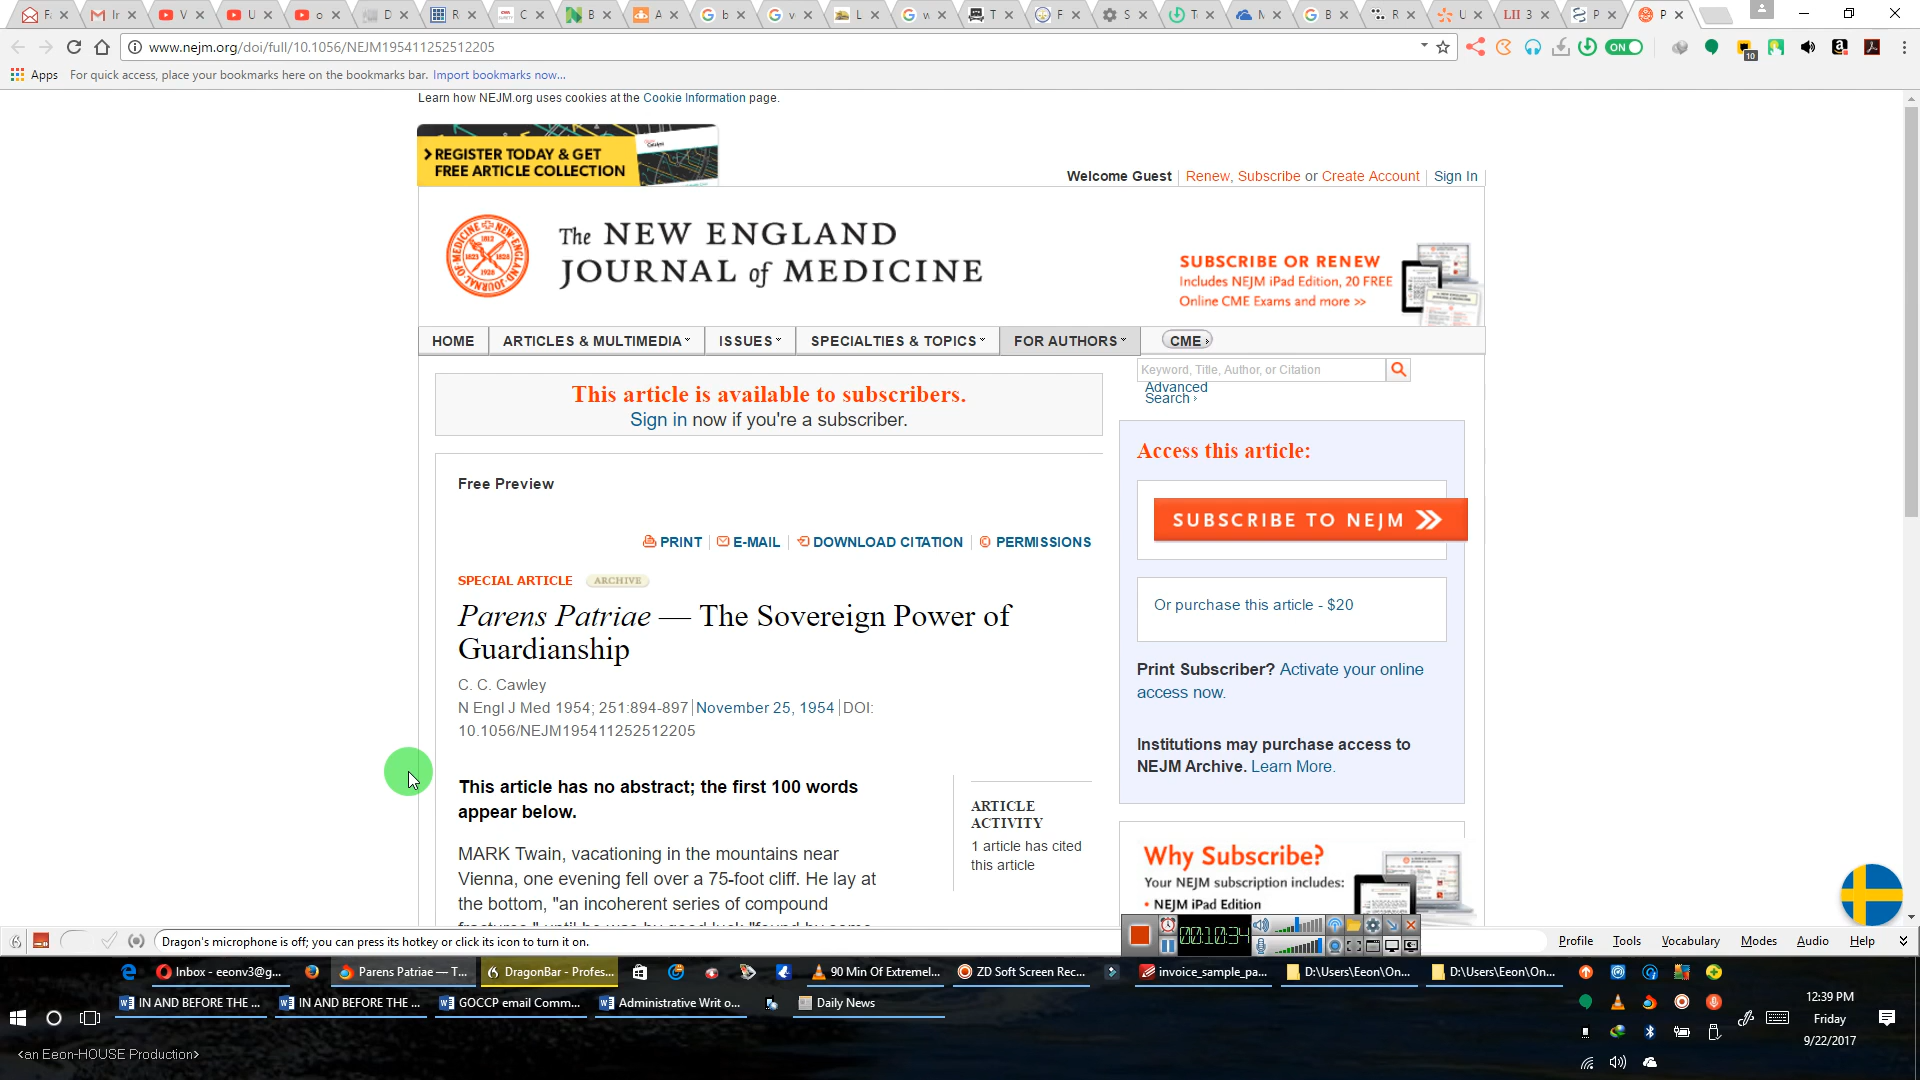 www.nejm.org/doi/full/10.1056/NEJM195411252512205
ON
10
Apps For quick access, place your bookmarks here on the bookmarks bar. Import bookmarks now...
Learn how NEJM.org uses cookies at the Cookie Information page.
REGISTER TODAY & GET
FREE ARTICLE COLLECTION
Welcome Guest Renew, Subscribe or Create Account Sign In
The NEW ENGLAND
JOURNAL of MEDICINE
SUBSCRIBE OR RENEW
Includes NEJM iPad Edition, 20 FREE
Online CME Exams and more >>
HOME ARTICLES & MULTIMEDIA ISSUES SPECIALTIES & TOPICS FOR AUTHORS CME
Keyword, Title, Author, or Citation
Advanced
Search
This article is available to subscribers.
Sign in now if you're a subscriber.
Access this article:
Free Preview
SUBSCRIBE TO NEJM
PRINT E-MAIL DOWNLOAD CITATION PERMISSIONS
SPECIAL ARTICLE ARCHIVE
Parens Patriae — The Sovereign Power of
Guardianship
Or purchase this article - $20
C. C. Cawley
N Engl J Med 1954; 251:894-897 | November 25, 1954 | DOI:
10.1056/NEJM195411252512205
Print Subscriber? Activate your online
access now.
Institutions may purchase access to
NEJM Archive. Learn More.
This article has no abstract; the first 100 words
appear below.
ARTICLE
ACTIVITY
1 article has cited
this article
MARK Twain, vacationing in the mountains near
Vienna, one evening fell over a 75-foot cliff. He lay at
the bottom, "an incoherent series of compound
Why Subscribe?
Your NEJM subscription includes:
• NEJM iPad Edition
00:10:34
Dragon's microphone is off; you can press its hotkey or click its icon to turn it on.
Profile Tools Vocabulary Modes Audio Help
Inbox - eeonv3@g... Parens Patriae — T... DragonBar - Profes... 90 Min Of Extremel... ZD Soft Screen Rec... invoice_sample_pa... D:\Users\Eeon\On... D:\Users\Eeon\On...
IN AND BEFORE THE ... IN AND BEFORE THE ... GOCCP email Comm... Administrative Writ o... Daily News
12:39 PM
Friday
9/22/2017
<an Eeon-HOUSE Production>